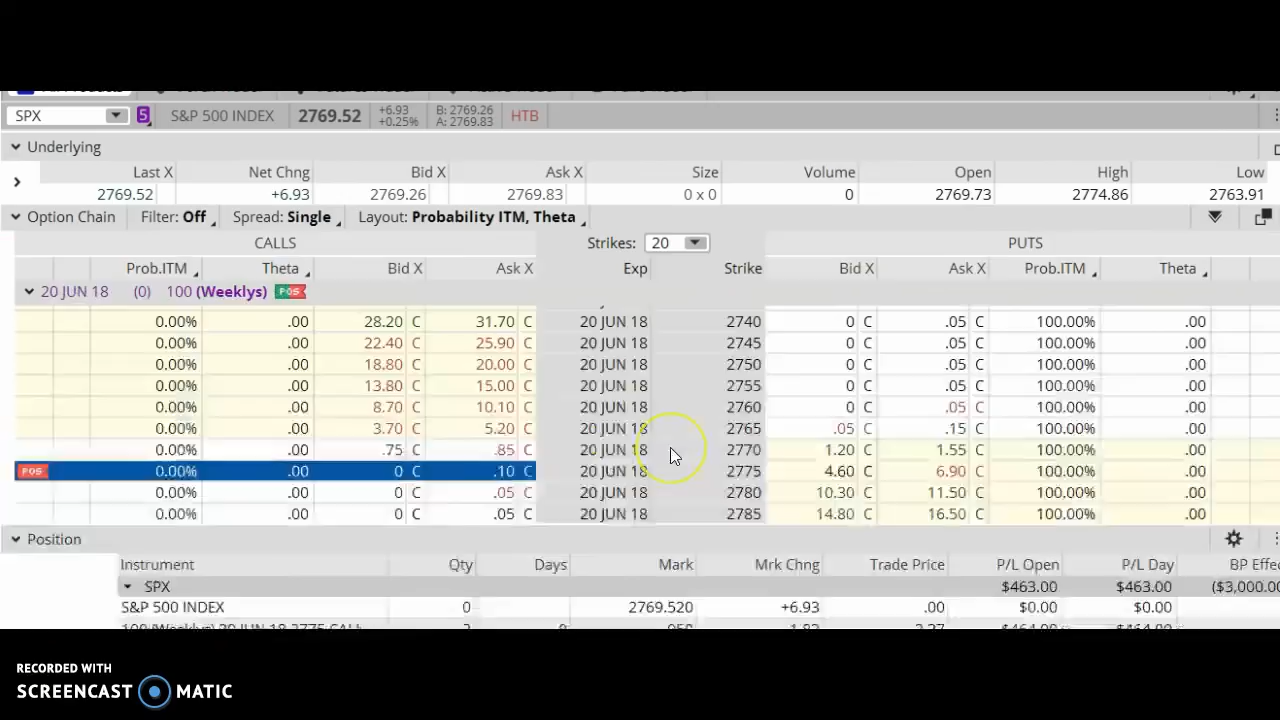 SPX 5 S&P 500 INDEX 2769.52 +6.93 +0.25% B: 2769.26 A: 2769.83 HTB
Underlying
Last X Net Chng Bid X Ask X Size Volume Open High Low
2769.52 +6.93 2769.26 2769.83 0 x 0 0 2769.73 2774.86 2763.91
Option Chain Filter: Off Spread: Single Layout: Probability ITM, Theta
CALLS Strikes: 20 PUTS
Prob.ITM Theta Bid X Ask X Exp Strike Bid X Ask X Prob.ITM Theta
20 JUN 18 (0) 100 (Weeklys) POS
0.00% .00 28.20 C 31.70 C 20 JUN 18 2740 0 C .05 C 100.00% .00
0.00% .00 22.40 C 25.90 C 20 JUN 18 2745 0 C .05 C 100.00% .00
0.00% .00 18.80 C 20.00 C 20 JUN 18 2750 0 C .05 C 100.00% .00
0.00% .00 13.80 C 15.00 C 20 JUN 18 2755 0 C .05 C 100.00% .00
0.00% .00 8.70 C 10.10 C 20 JUN 18 2760 0 C .05 C 100.00% .00
0.00% .00 3.70 C 5.20 C 20 JUN 18 2765 .05 C .15 C 100.00% .00
0.00% .00 .75 C .85 C 20 JUN 18 2770 1.20 C 1.55 C 100.00% .00
POS 0.00% .00 0 C .10 C 20 JUN 18 2775 4.60 C 6.90 C 100.00% .00
0.00% .00 0 C .05 C 20 JUN 18 2780 10.30 C 11.50 C 100.00% .00
0.00% .00 0 C .05 C 20 JUN 18 2785 14.80 C 16.50 C 100.00% .00
Position
Instrument Qty Days Mark Mrk Chng Trade Price P/L Open P/L Day BP Effe
SPX $463.00 $463.00 ($3,000.00
S&P 500 INDEX 0 2769.520 +6.93 .00 $0.00 $0.00
100 (Weeklys) 20 JUN 18 2775 CALL
RECORDED WITH
SCREENCAST MATIC